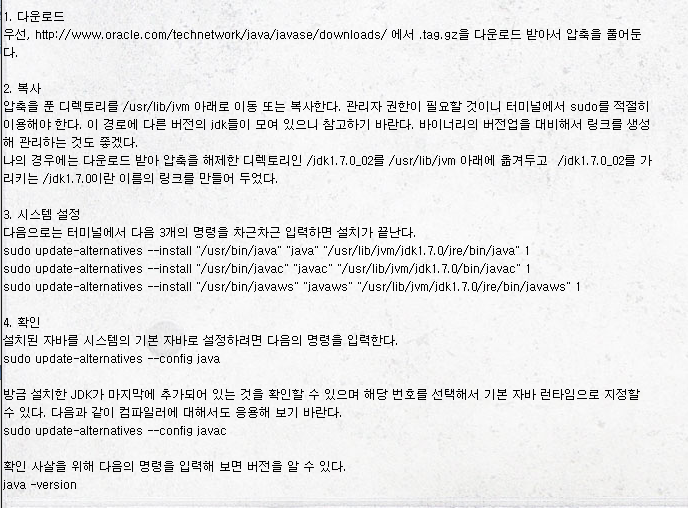 1. 다운로드
우선, http://www.oracle.com/technetwork/java/javase/downloads/ 에서 .tag.gz을 다운로드 받아서 압축을 풀어둔
다.
2. 복사
압축을 푼 디렉토리를 /usr/lib/jvm 아래로 이동 또는 복사한다. 관리자 권한이 필요할 것이니 터미널에서 sudo를 적절히
이용해야 한다. 이 경로에 다른 버전의 jdk들이 모여 있으니 참고하기 바란다. 바이너리의 버전업을 대비해서 링크를 생성
해 관리하는 것도 좋겠다.
나의 경우에는 다운로드 받아 압축을 해제한 디렉토리인 /jdk1.7.0_02를 /usr/lib/jvm 아래에 옮겨두고 /jdk1.7.0_02를 가
리키는 /jdk1.7.0이란 이름의 링크를 만들어 두었다.
3. 시스템 설정
다음으로는 터미널에서 다음 3개의 명령을 차근차근 입력하면 설치가 끝난다.
sudo update-alternatives --install "/usr/bin/java" "java" "/usr/lib/jvm/jdk1.7.0/jre/bin/java" 1
sudo update-alternatives --install "/usr/bin/javac" "javac" "/usr/lib/jvm/jdk1.7.0/bin/javac" 1
sudo update-alternatives --install "/usr/bin/javaws" "javaws" "/usr/lib/jvm/jdk1.7.0/jre/bin/javaws" 1
4. 확인
설치된 자바를 시스템의 기본 자바로 설정하려면 다음의 명령을 입력한다.
sudo update-alternatives --config java
방금 설치한 JDK가 마지막에 추가되어 있는 것을 확인할 수 있으며 해당 번호를 선택해서 기본 자바 런타임으로 지정할
수 있다. 다음과 같이 컴파일러에 대해서도 응용해 보기 바란다.
sudo update-alternatives --config javac
확인 사살을 위해 다음의 명령을 입력해 보면 버전을 알 수 있다.
java -version